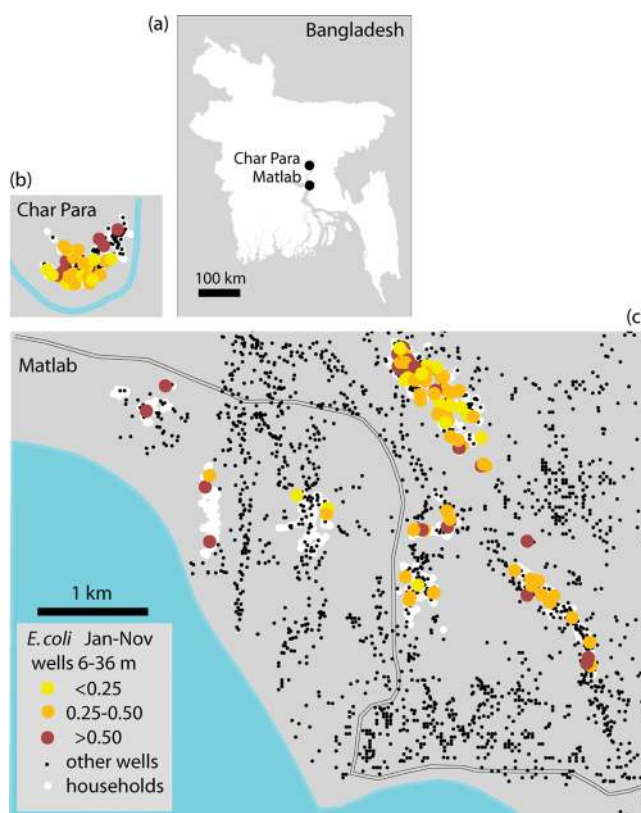 (a)
Bangladesh
Char Para
Matlab
100 km
(b)
Char Para
(c
Matlab
1 km
E.coli Jan-Nov
wells 6-36 m
<0.25
0.25-0.50
>0.50
other wells
households